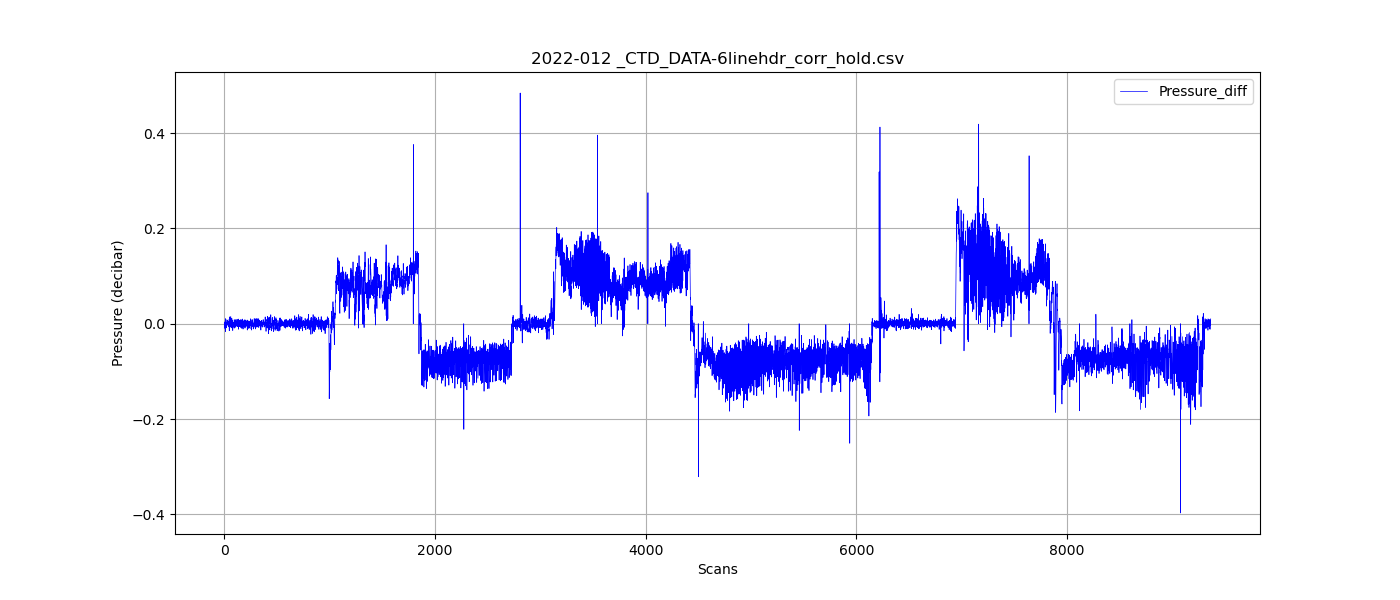 2022-012 _CTD_DATA-6linehdr_corr_hold.csv
Pressure_diff
0.4
0.2
0.0
−0.2
−0.4
Pressure (decibar)
0 2000 4000 6000 8000
Scans